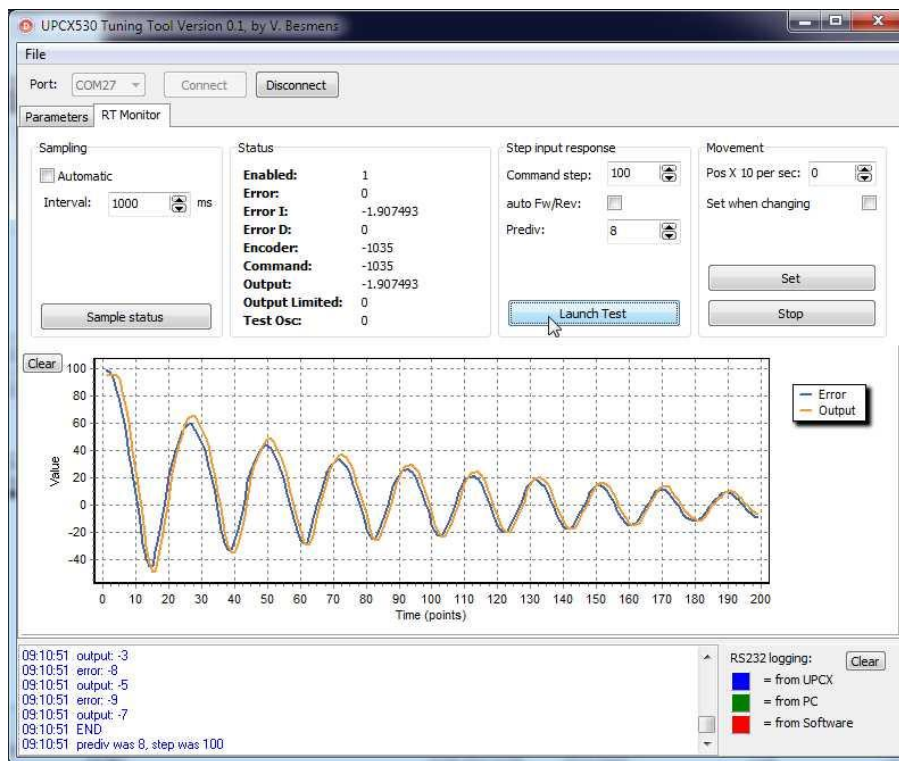 UPCX530 Tuning Tool Version 0.1, by V. Besmens
File
Port: COM27 Connect Disconnect
Parameters RT Monitor
Sampling
Automatic
Interval: 1000 ms
Sample status
Status
Enabled: 1
Error: 0
Error I: -1.907493
Error D: 0
Encoder: -1035
Command: -1035
Output: -1.907493
Output Limited: 0
Test Osc: 0
Step input response
Command step: 100
auto Fw/Rev:
Prediv: 8
Launch Test
Movement
Pos X 10 per sec: 0
Set when changing
Set
Stop
Clear
100
80
60
40
20
0
-20
-40
Value
0 10 20 30 40 50 60 70 80 90 100 110 120 130 140 150 160 170 180 190 200
Time (points)
Error
Output
09:10:51 output: -3
09:10:51 error: -8
09:10:51 output: -5
09:10:51 error: -9
09:10:51 output: -7
09:10:51 END
09:10:51 prediv was 8, step was 100
RS232 logging: Clear
= from UPCX
= from PC
= from Software